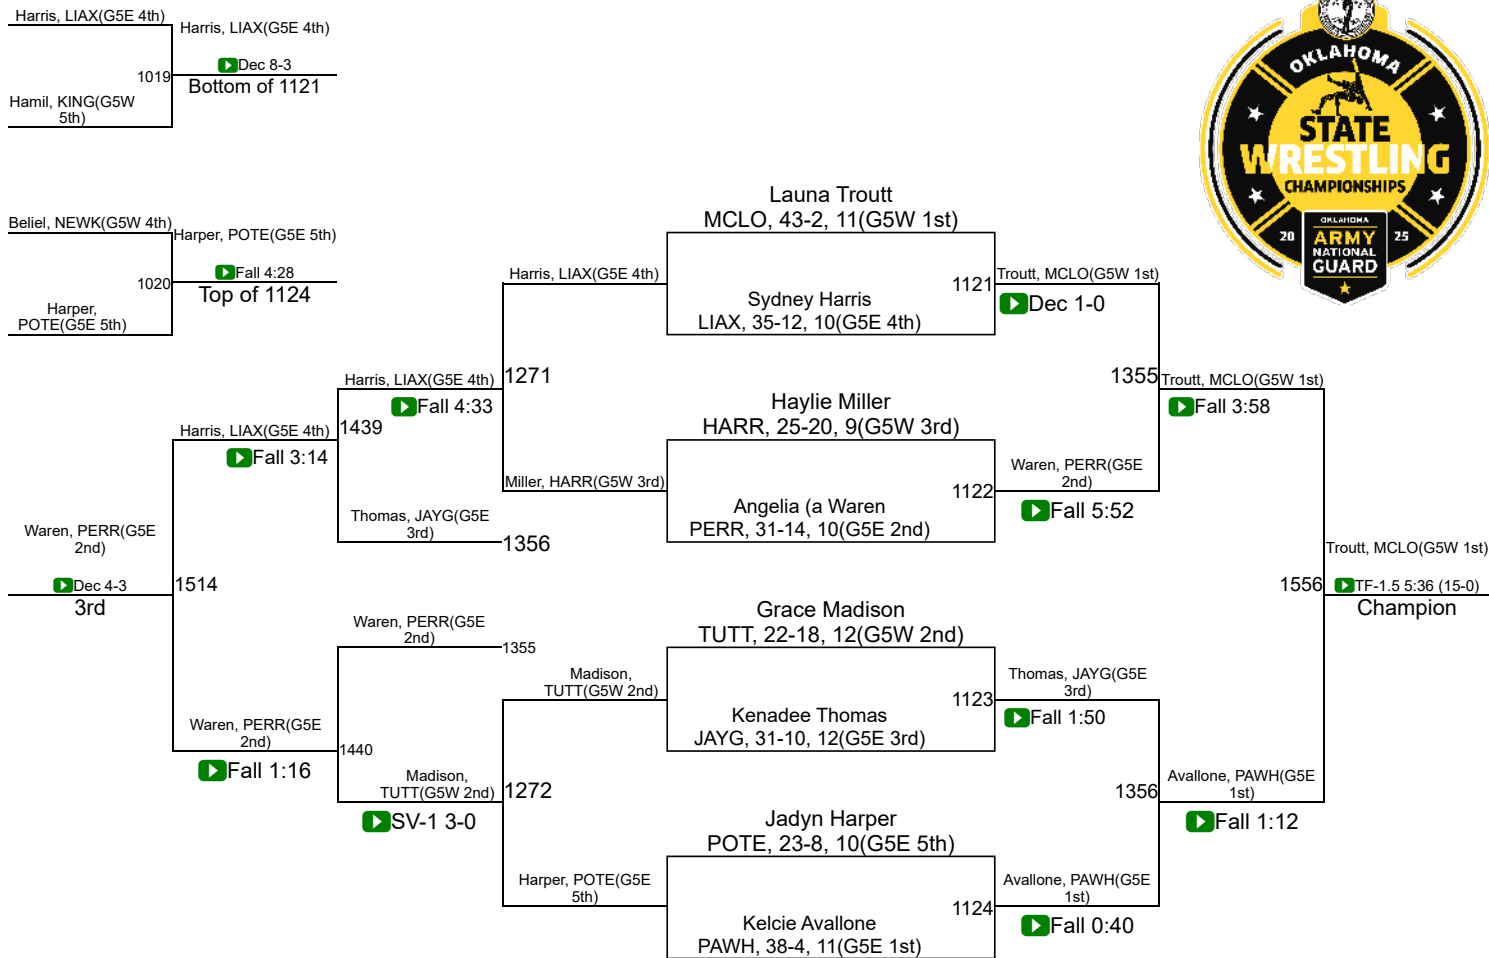 Harris, LIAX(G5E 4th)
Harris, LIAX(G5E 4th)
1019
Dec 8-3
Bottom of 1121
Hamil, KING(G5W
5th)
Beliel, NEWK(G5W 4th)
Harper, POTE(G5E 5th)
1020
Fall 4:28
Top of 1124
Harper,
POTE(G5E 5th)
OKLAHOMA
STATE
WRESTLING
CHAMPIONSHIPS
OKLAHOMA
20
ARMY
25
NATIONAL
GUARD
Launa Troutt
MCLO, 43-2, 11(G5W 1st)
Harris, LIAX(G5E 4th)
1121
Troutt, MCLO(G5W 1st)
Sydney Harris
LIAX, 35-12, 10(G5E 4th)
Dec 1-0
Harris, LIAX(G5E 4th)
1271
Fall 4:33
1355
Troutt, MCLO(G5W 1st)
Fall 3:58
Haylie Miller
HARR, 25-20, 9(G5W 3rd)
Harris, LIAX(G5E 4th)
1439
Fall 3:14
Miller, HARR(G5W 3rd)
1122
Waren, PERR(G5E
2nd)
Angelia (a Waren
PERR, 31-14, 10(G5E 2nd)
Fall 5:52
Thomas, JAYG(G5E
3rd)
1356
Waren, PERR(G5E
2nd)
Dec 4-3
3rd
1514
Troutt, MCLO(G5W 1st)
1556
TF-1.5 5:36 (15-0)
Champion
Waren, PERR(G5E
2nd)
1355
Grace Madison
TUTT, 22-18, 12(G5W 2nd)
Madison,
TUTT(G5W 2nd)
1123
Thomas, JAYG(G5E
3rd)
Kenadee Thomas
JAYG, 31-10, 12(G5E 3rd)
Fall 1:50
Waren, PERR(G5E
2nd)
1440
Fall 1:16
Madison,
TUTT(G5W 2nd)
1272
SV-1 3-0
1356
Avallone, PAWH(G5E
1st)
Fall 1:12
Jadyn Harper
POTE, 23-8, 10(G5E 5th)
Harper, POTE(G5E
5th)
1124
Avallone, PAWH(G5E
1st)
Kelcie Avallone
PAWH, 38-4, 11(G5E 1st)
Fall 0:40